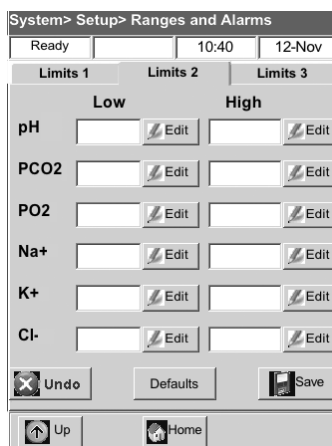 System> Setup> Ranges and Alarms
Ready 10:40 12-Nov
Limits 1 Limits 2 Limits 3
Low High
pH Edit Edit
PCO2 Edit Edit
PO2 Edit Edit
Na+ Edit Edit
K+ Edit Edit
Cl- Edit Edit
Undo Defaults Save
Up Home